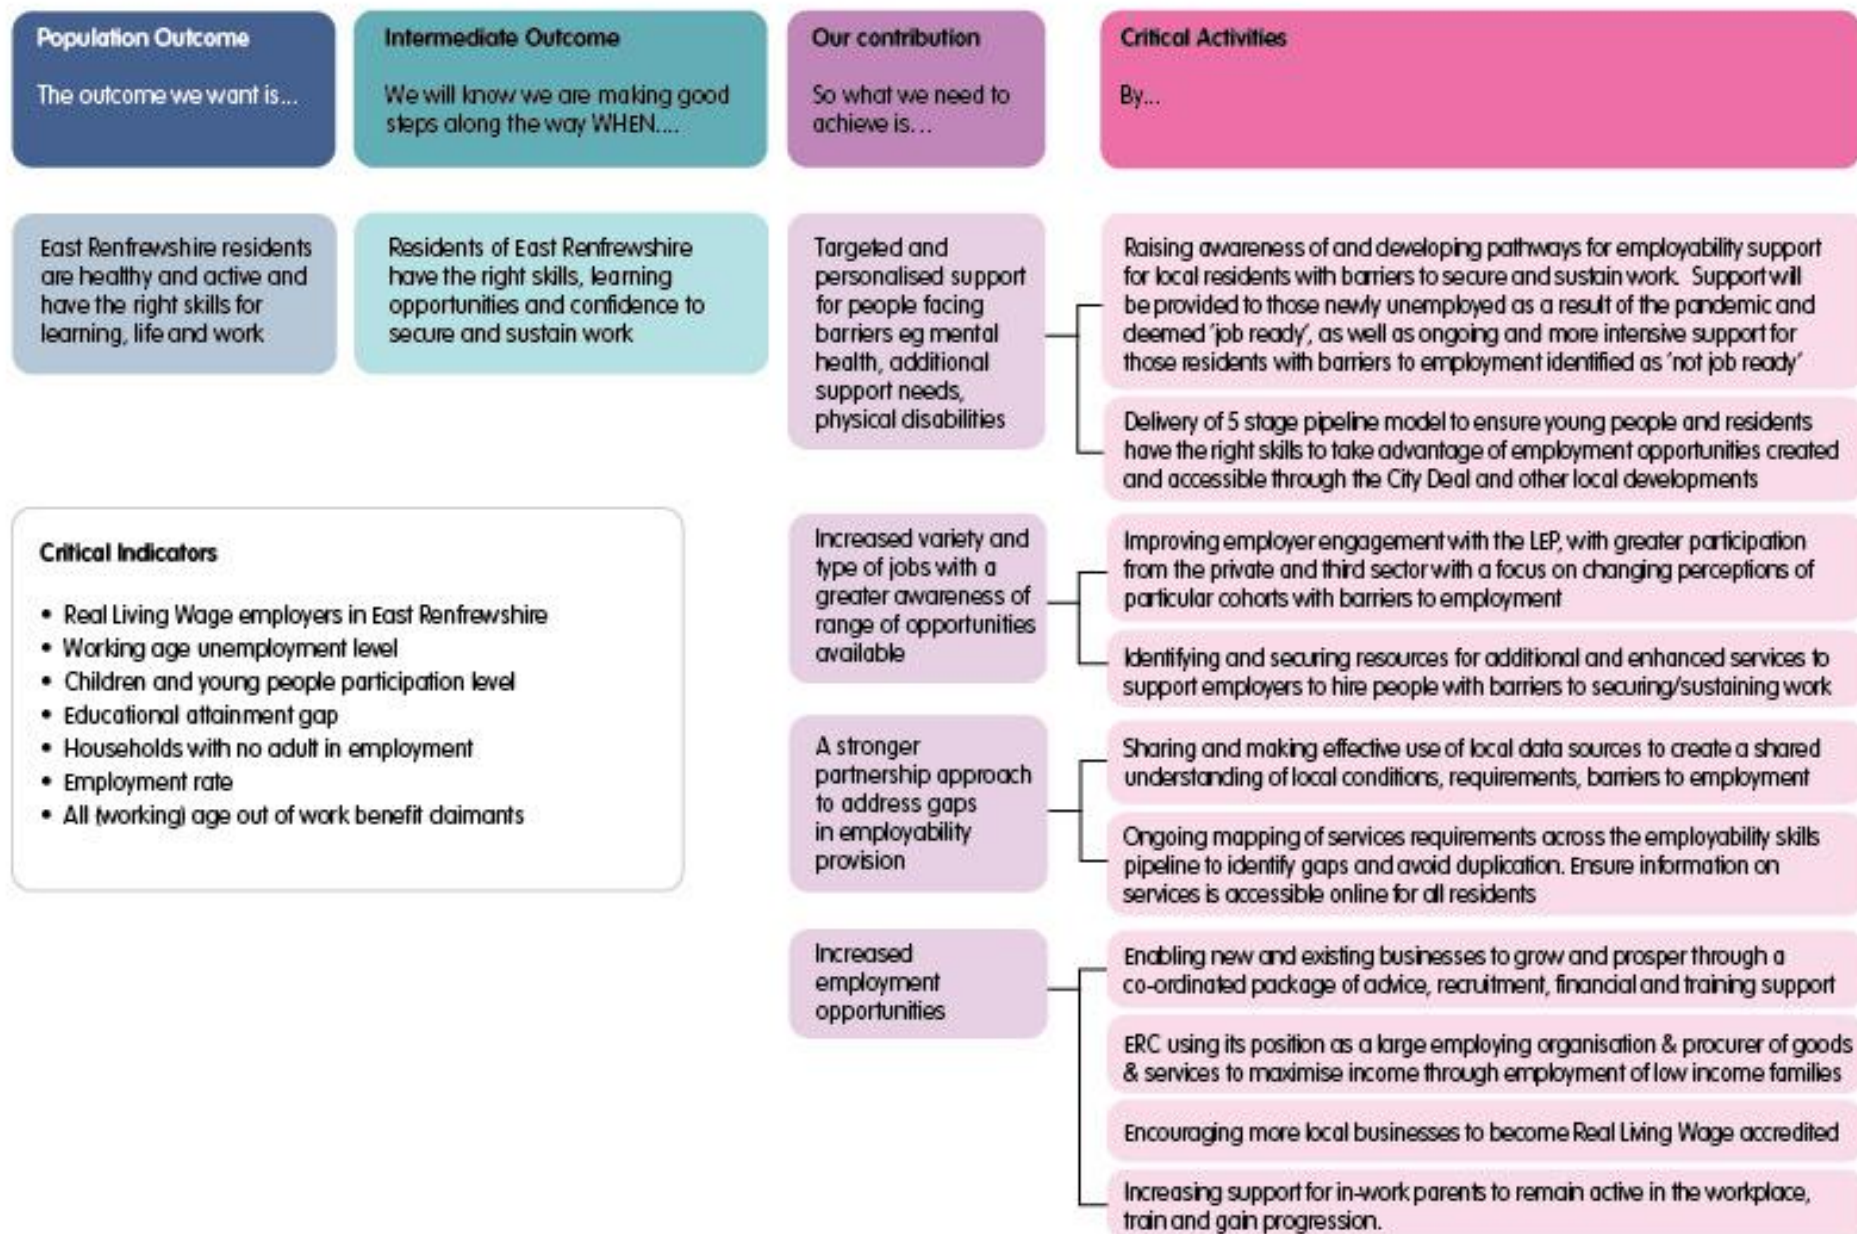 Population Outcome
The outcome we want is...
Intermediate Outcome
We will know we are making good
steps along the way WHEN....
Our contribution
So what we need to
achieve is...
Critical Activities
By...
East Renfrewshire residents
are healthy and active and
have the right skills for
learning, life and work
Residents of East Renfrewshire
have the right skills, learning
opportunities and confidence to
secure and sustain work
Targeted and
personalised support
for people facing
barriers eg mental
health, additional
support needs,
physical disabilities
Raising awareness of and developing pathways for employability support
for local residents with barriers to secure and sustain work. Support will
be provided to those newly unemployed as a result of the pandemic and
deemed 'job ready', as well as ongoing and more intensive support for
those residents with barriers to employment identified as 'not job ready'
Delivery of 5 stage pipeline model to ensure young people and residents
have the right skills to take advantage of employment opportunities created
and accessible through the City Deal and other local developments
Critical Indicators
• Real Living Wage employers in East Renfrewshire
• Working age unemployment level
• Children and young people participation level
• Educational attainment gap
• Households with no adult in employment
• Employment rate
• All (working) age out of work benefit claimants
Increased variety and
type of jobs with a
greater awareness of
range of opportunities
available
Improving employer engagement with the LEP, with greater participation
from the private and third sector with a focus on changing perceptions of
particular cohorts with barriers to employment
Identifying and securing resources for additional and enhanced services to
support employers to hire people with barriers to securing/sustaining work
A stronger
partnership approach
to address gaps
in employability
provision
Sharing and making effective use of local data sources to create a shared
understanding of local conditions, requirements, barriers to employment
Ongoing mapping of services requirements across the employability skills
pipeline to identify gaps and avoid duplication. Ensure information on
services is accessible online for all residents
Increased
employment
opportunities
Enabling new and existing businesses to grow and prosper through a
co-ordinated package of advice, recruitment, financial and training support
ERC using its position as a large employing organisation & procurer of goods
& services to maximise income through employment of low income families
Encouraging more local businesses to become Real Living Wage accredited
Increasing support for in-work parents to remain active in the workplace,
train and gain progression.